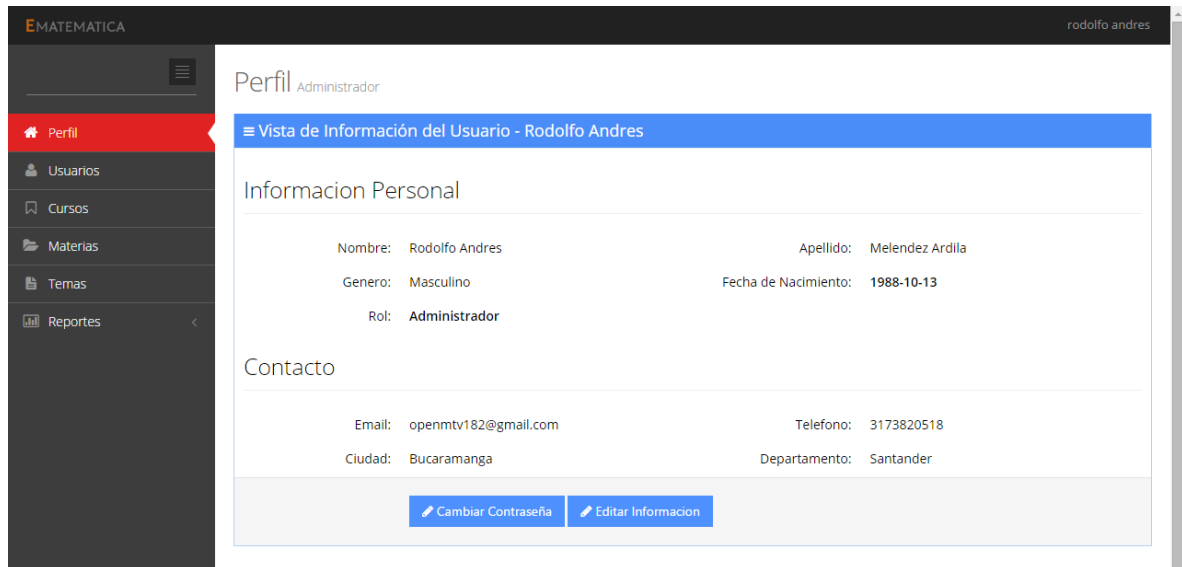 EMATEMATICA
rodolfo andres
Perfil Administrador
Perfil
Usuarios
Cursos
Materias
Temas
Reportes
Vista de Información del Usuario - Rodolfo Andres
Informacion Personal
Nombre: Rodolfo Andres Apellido: Melendez Ardila
Genero: Masculino Fecha de Nacimiento: 1988-10-13
Rol: Administrador
Contacto
Email: openmtv182@gmail.com Telefono: 3173820518
Ciudad: Bucaramanga Departamento: Santander
Cambiar Contraseña Editar Informacion